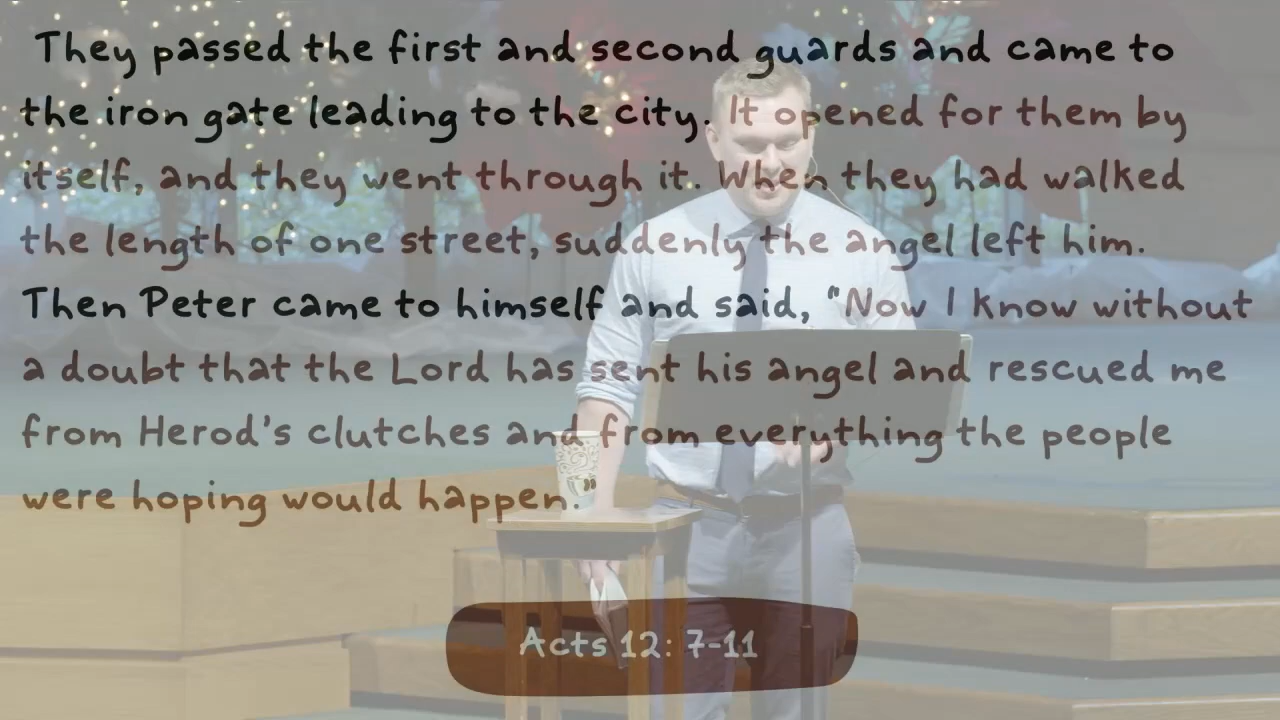 They passed the first and second guards and came to
the iron gate leading to the city. It opened for them by
itself, and they went through it. When they had walked
the length of one street, suddenly the angel left him.
Then Peter came to himself and said, "Now I know without
a doubt that the Lord has sent his angel and rescued me
from Herod's clutches and from everything the people
were hoping would happen.
Acts 12: 7-11